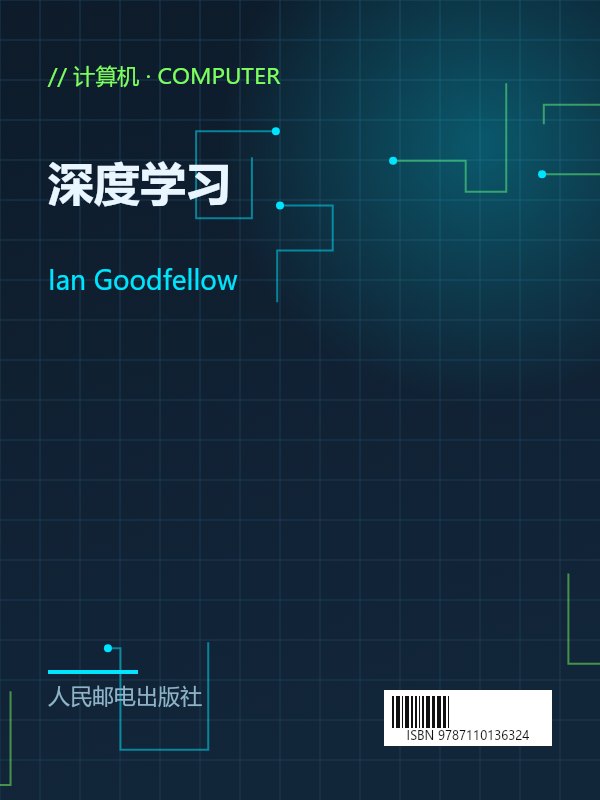 // 计算机 · COMPUTER
深度学习
Ian Goodfellow
人民邮电出版社
ISBN 9787110136324